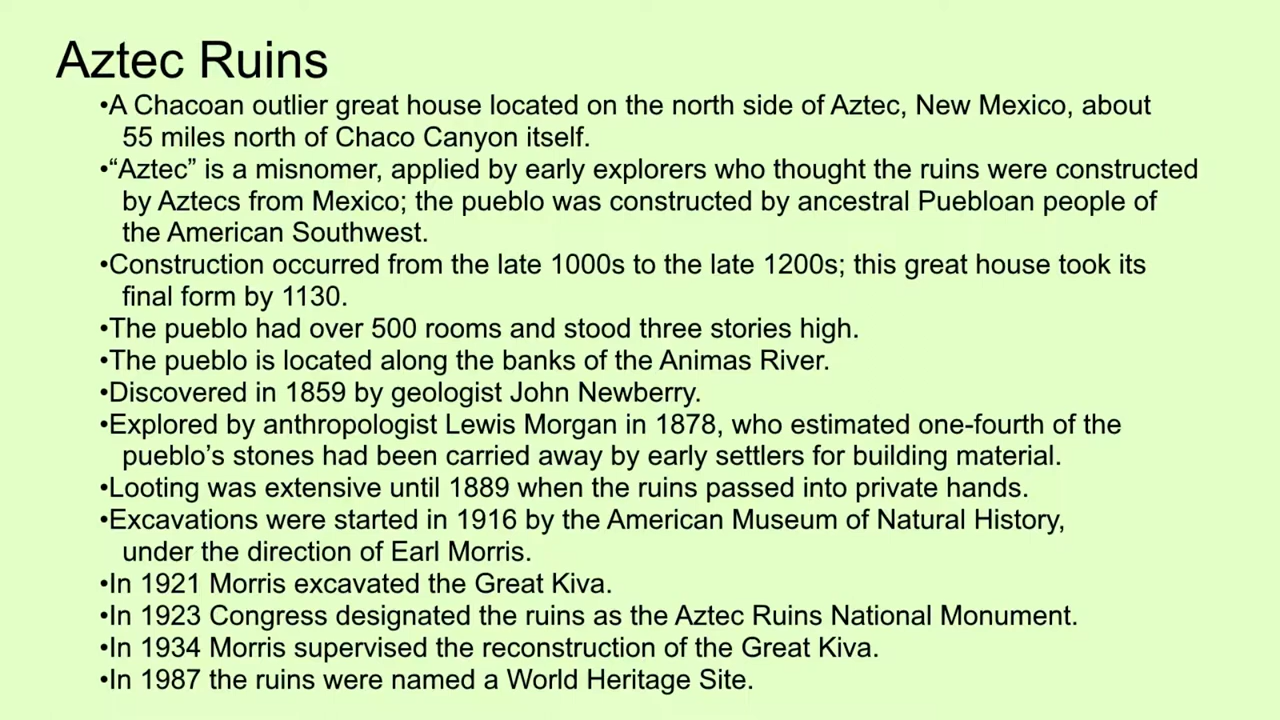 Aztec Ruins
•A Chacoan outlier great house located on the north side of Aztec, New Mexico, about
55 miles north of Chaco Canyon itself.
•“Aztec” is a misnomer, applied by early explorers who thought the ruins were constructed
by Aztecs from Mexico; the pueblo was constructed by ancestral Puebloan people of
the American Southwest.
•Construction occurred from the late 1000s to the late 1200s; this great house took its
final form by 1130.
•The pueblo had over 500 rooms and stood three stories high.
•The pueblo is located along the banks of the Animas River.
•Discovered in 1859 by geologist John Newberry.
•Explored by anthropologist Lewis Morgan in 1878, who estimated one-fourth of the
pueblo’s stones had been carried away by early settlers for building material.
•Looting was extensive until 1889 when the ruins passed into private hands.
•Excavations were started in 1916 by the American Museum of Natural History,
under the direction of Earl Morris.
•In 1921 Morris excavated the Great Kiva.
•In 1923 Congress designated the ruins as the Aztec Ruins National Monument.
•In 1934 Morris supervised the reconstruction of the Great Kiva.
•In 1987 the ruins were named a World Heritage Site.